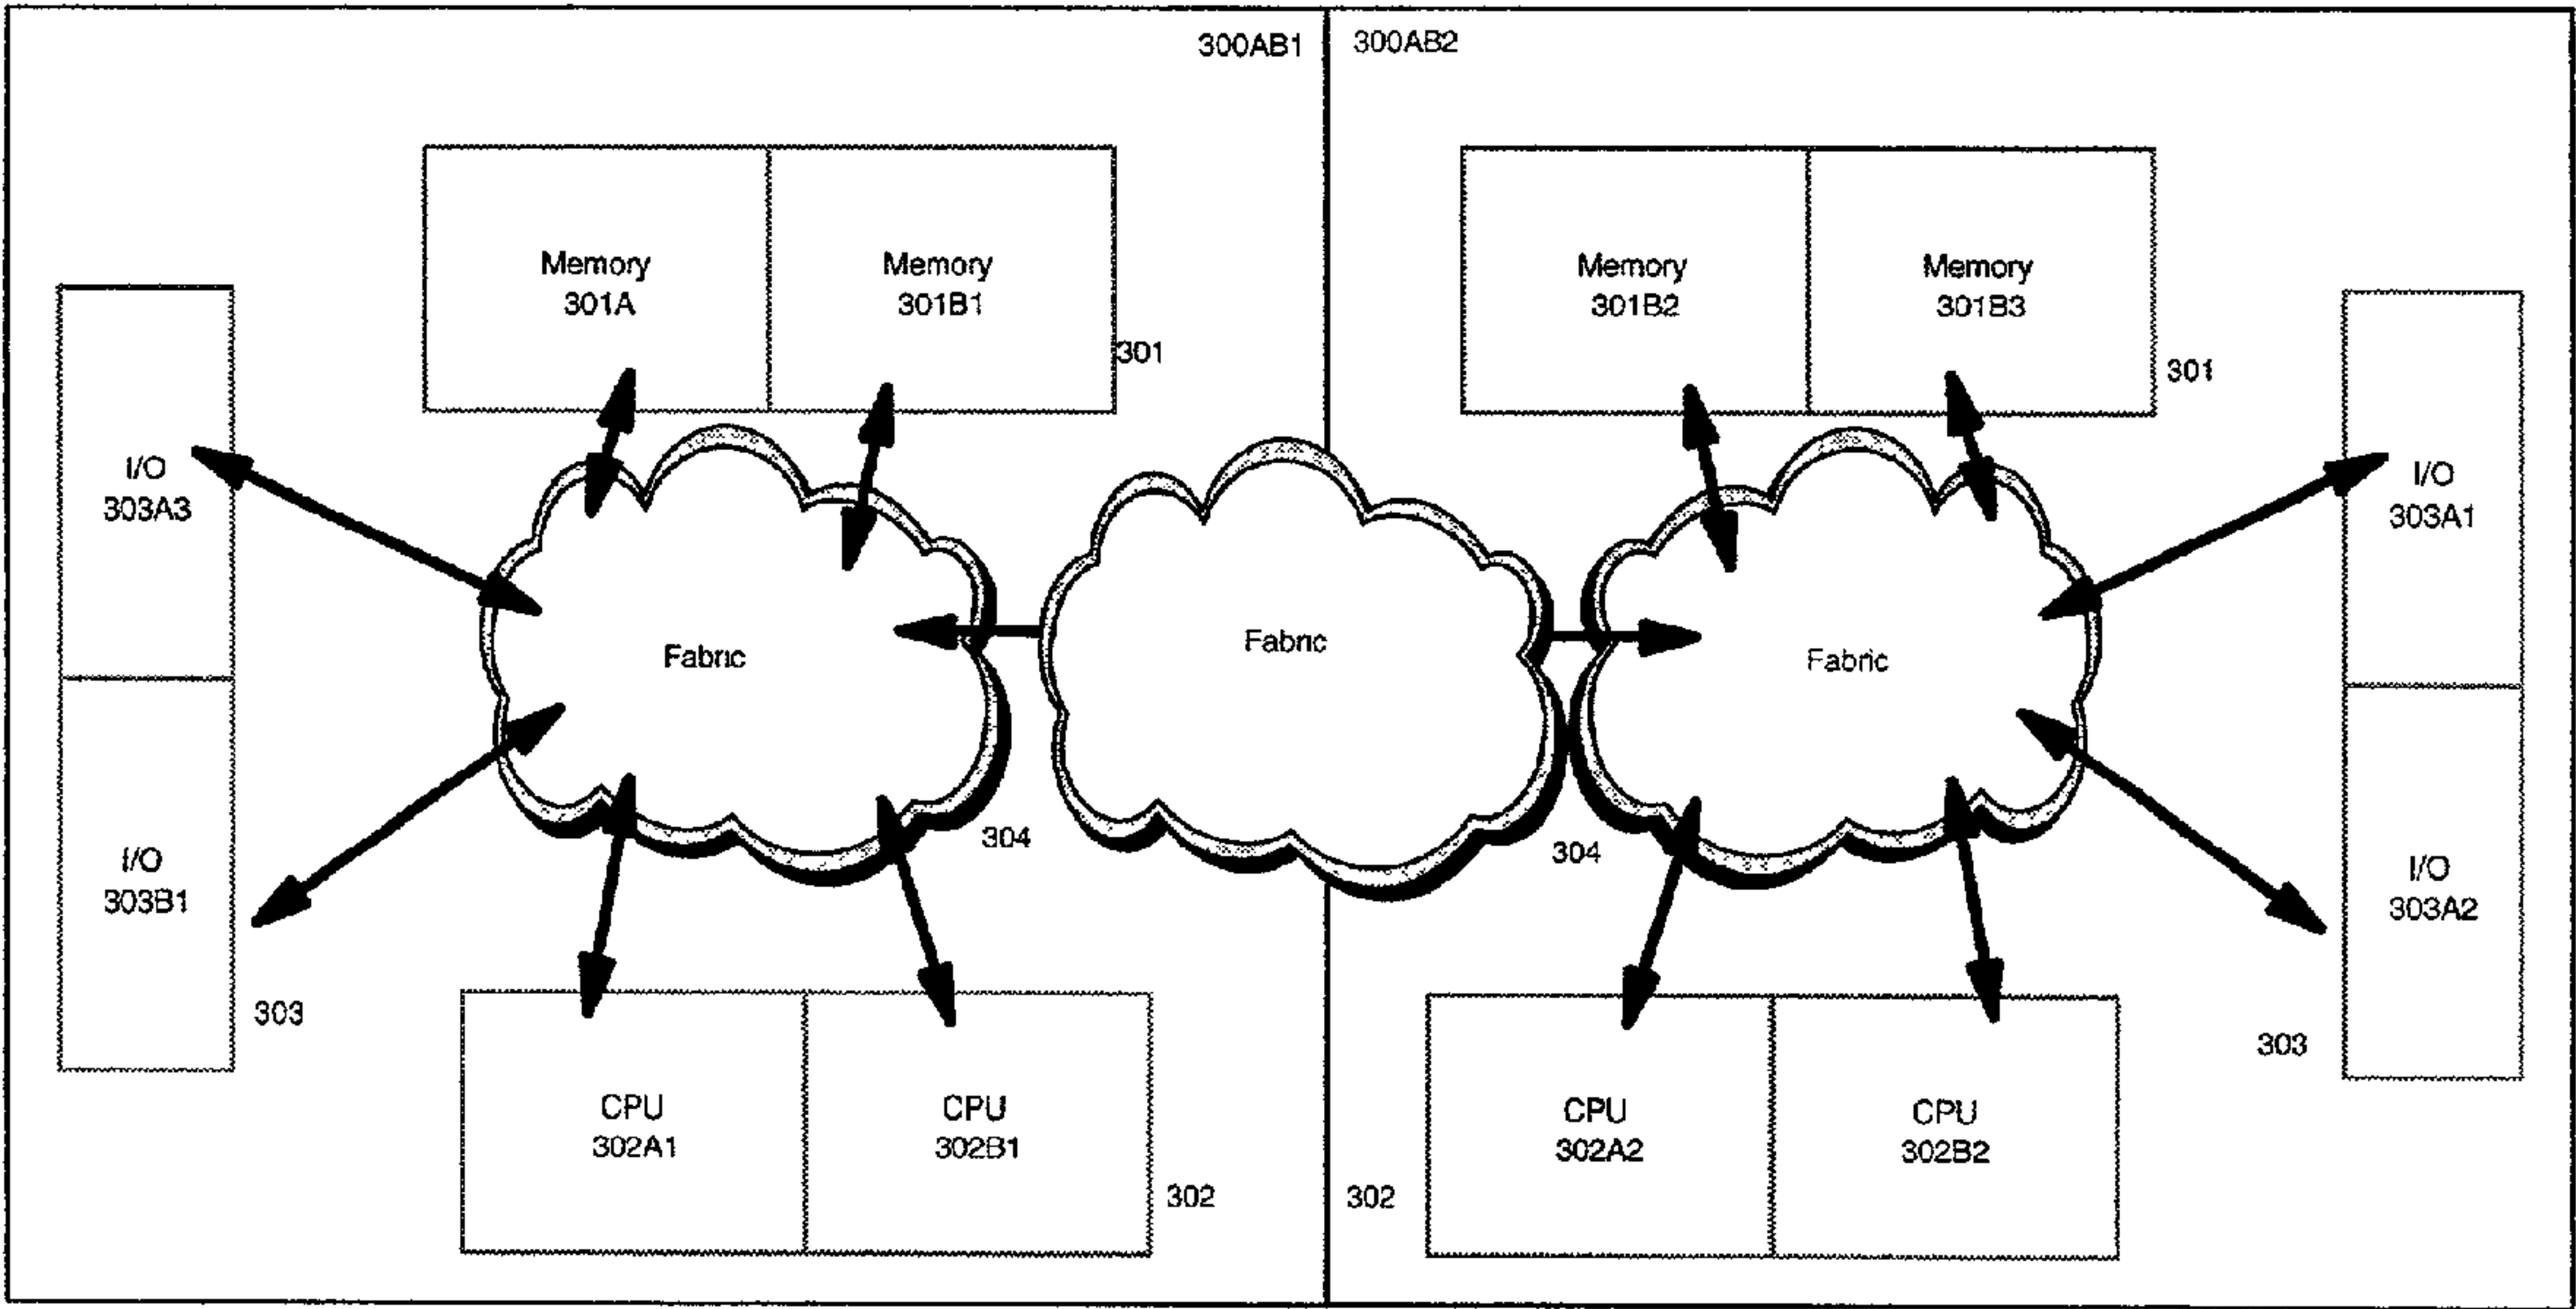 300AB1
300AB2
Memory
301A
Memory
301B1
301
Memory
301B2
Memory
301B3
301
I/O
303A3
I/O
303B1
303
I/O
303A1
I/O
303A2
303
Fabric
304
Fabric
304
Fabric
CPU
302A1
CPU
302B1
302
302
CPU
302A2
CPU
302B2